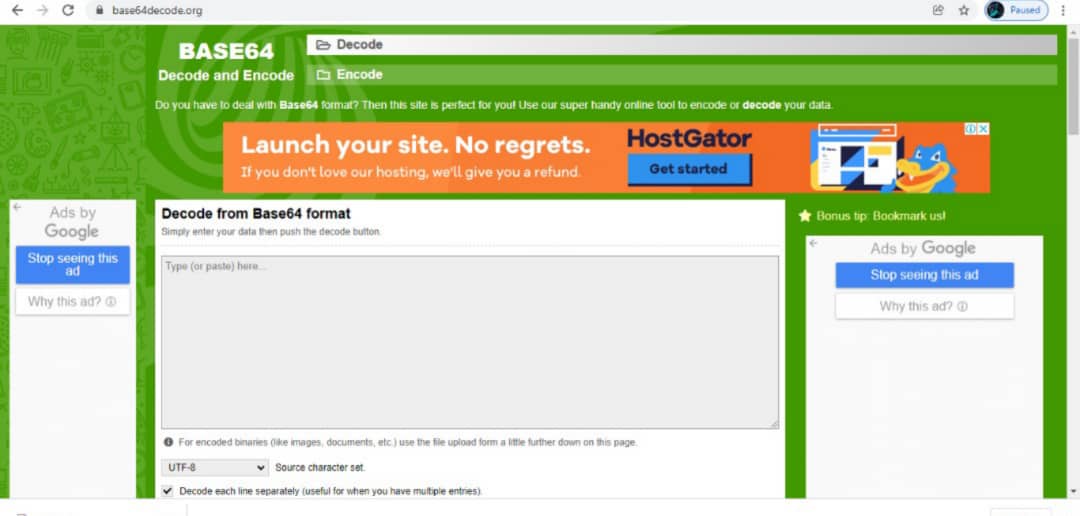 base64decode.org
Paused
BASE64
Decode and Encode
Decode
Encode
Do you have to deal with Base64 format? Then this site is perfect for you! Use our super handy online tool to encode or decode your data.
Launch your site. No regrets.
If you don't love our hosting, we'll give you a refund.
HostGator
Get started
Ads by
Google
Stop seeing this
ad
Why this ad?
Decode from Base64 format
Simply enter your data then push the decode button.
Type (or paste) here...
For encoded binaries (like images, documents, etc.) use the file upload form a little further down on this page.
UTF-8 Source character set.
Decode each line separately (useful for when you have multiple entries).
Bonus tip: Bookmark us!
Ads by Google
Stop seeing this ad
Why this ad?